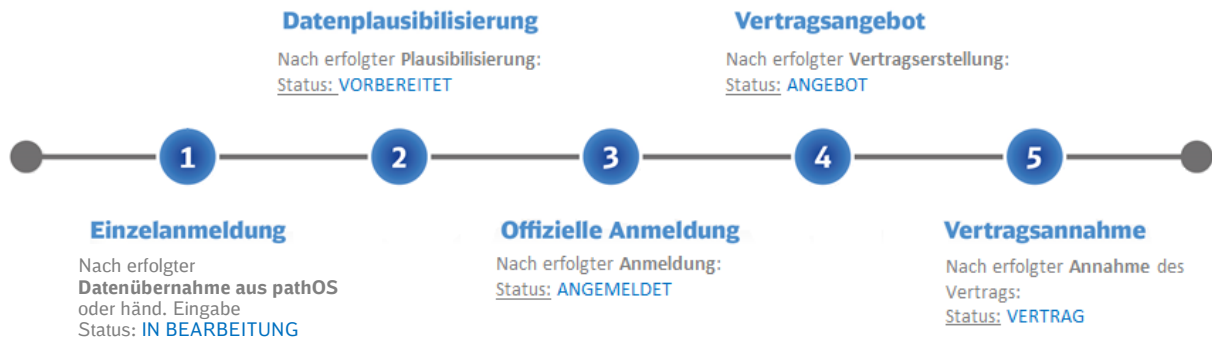 Datenplausibilisierung
Nach erfolgter Plausibilisierung:
Status: VORBEREITET
Vertragsangebot
Nach erfolgter Vertragserstellung:
Status: ANGEBOT
1
2
3
4
5
Einzelanmeldung
Nach erfolgter
Datenübernahme aus pathOS
oder händ. Eingabe
Status: IN BEARBEITUNG
Offizielle Anmeldung
Nach erfolgter Anmeldung:
Status: ANGEMELDET
Vertragsannahme
Nach erfolgter Annahme des
Vertrags:
Status: VERTRAG